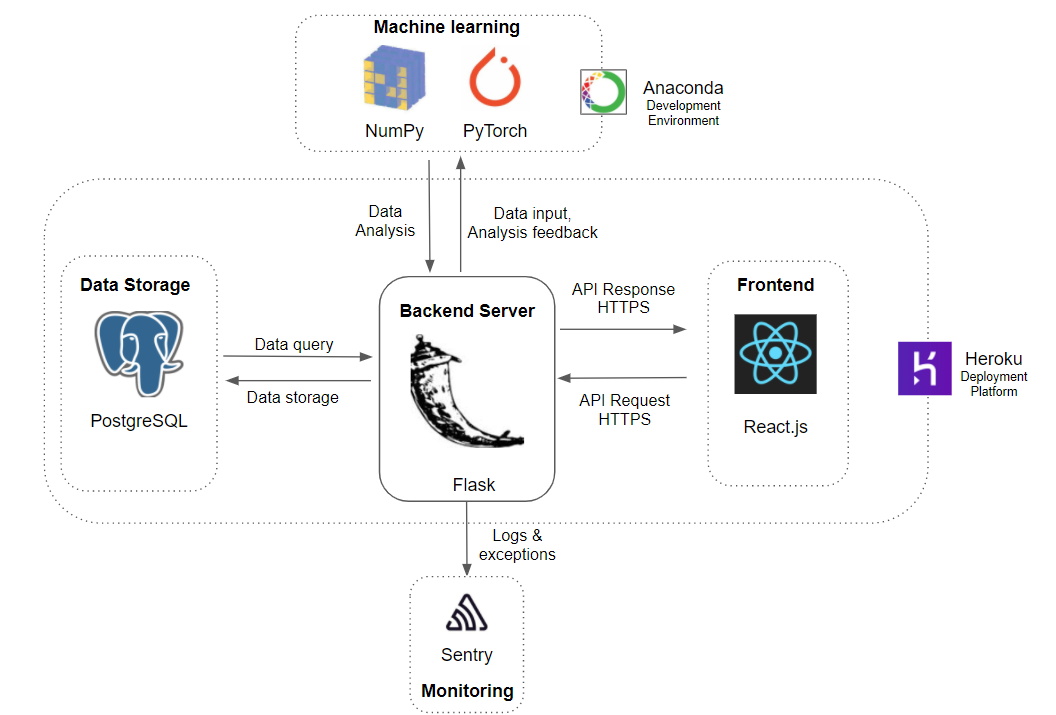 Machine learning
NumPy
PyTorch
Anaconda
Development
Environment
Data
Analysis
Data input,
Analysis feedback
Data Storage
PostgreSQL
Data query
Data storage
Backend Server
Flask
API Response
HTTPS
API Request
HTTPS
Frontend
React.js
Heroku
Deployment
Platform
Logs &
exceptions
Sentry
Monitoring